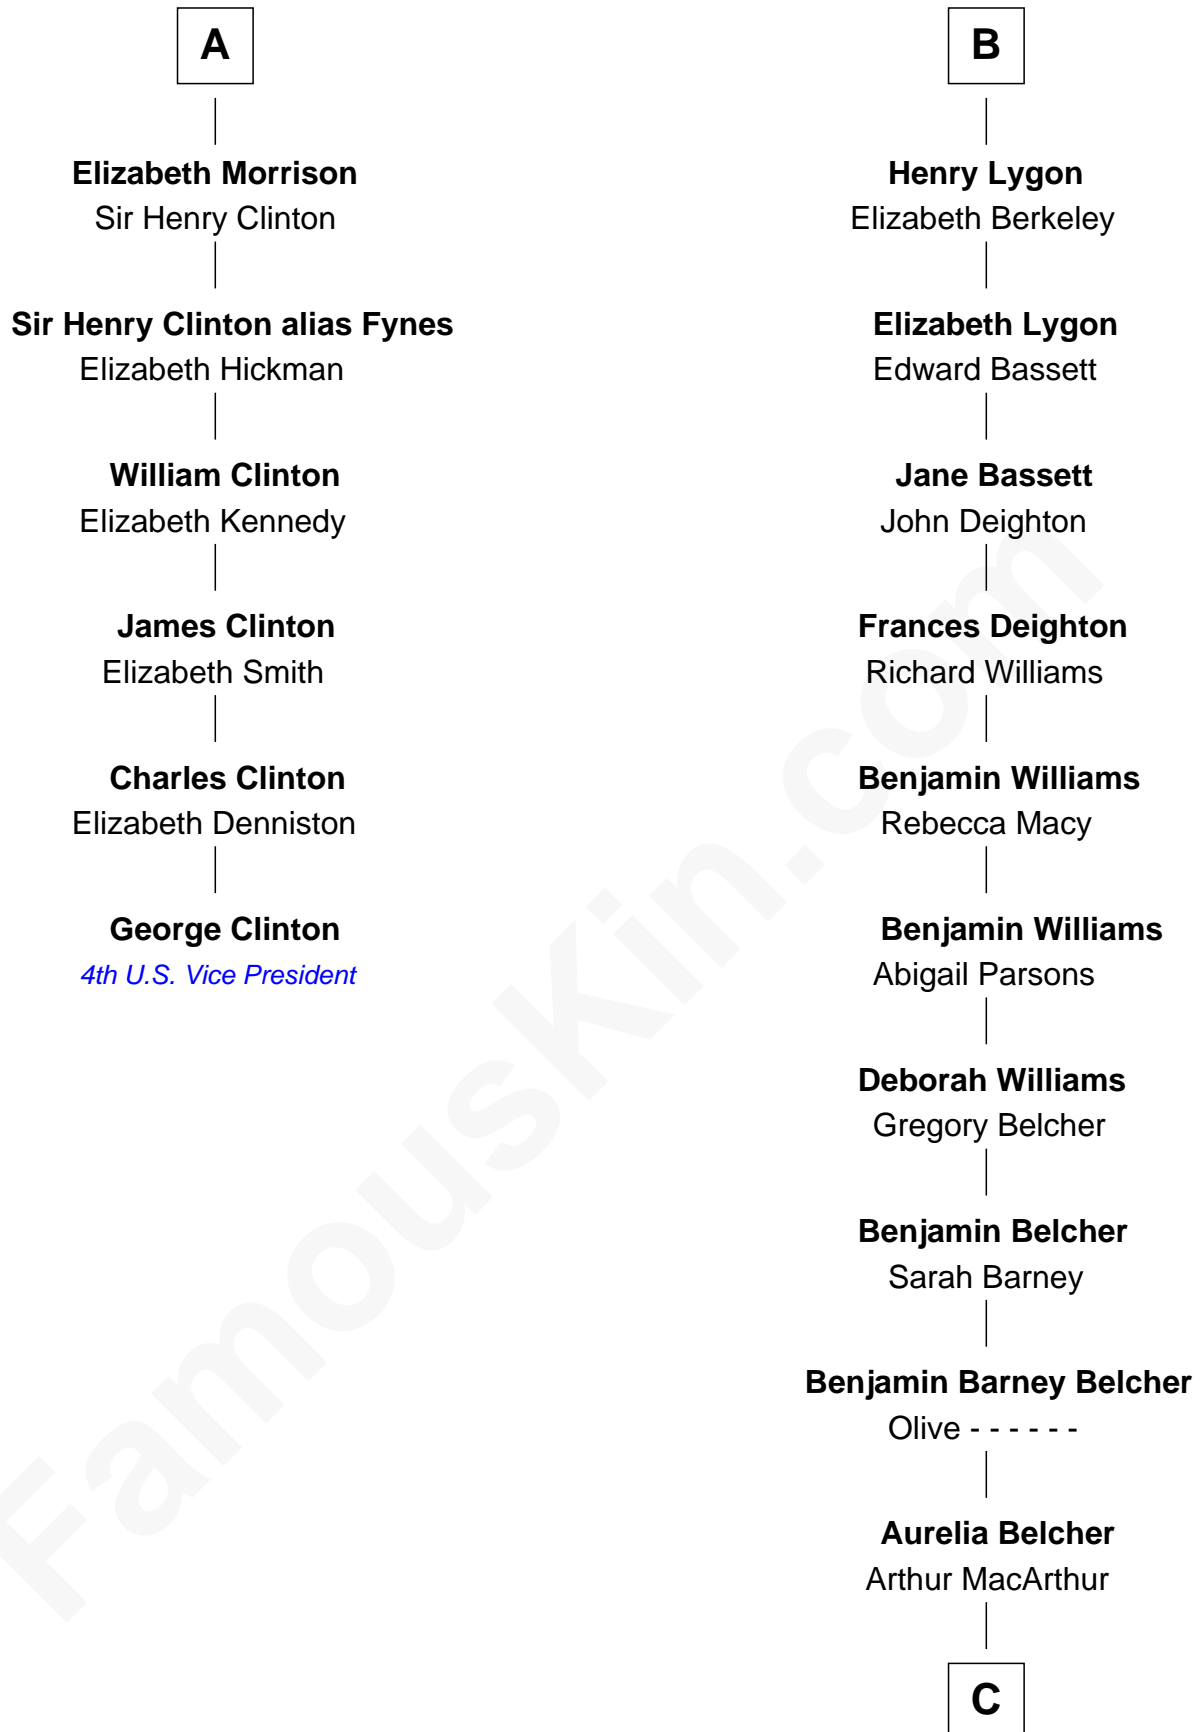 A
Elizabeth Morrison
Sir Henry Clinton
Sir Henry Clinton alias Fynes
Elizabeth Hickman
William Clinton
Elizabeth Kennedy
James Clinton
Elizabeth Smith
Charles Clinton
Elizabeth Denniston
George Clinton
4th U.S. Vice President
B
Henry Lygon
Elizabeth Berkeley
Elizabeth Lygon
Edward Bassett
Jane Bassett
John Deighton
Frances Deighton
Richard Williams
Benjamin Williams
Rebecca Macy
Benjamin Williams
Abigail Parsons
Deborah Williams
Gregory Belcher
Benjamin Belcher
Sarah Barney
Benjamin Barney Belcher
Olive - - - - - -
Aurelia Belcher
Arthur MacArthur
C
FamousKin.com